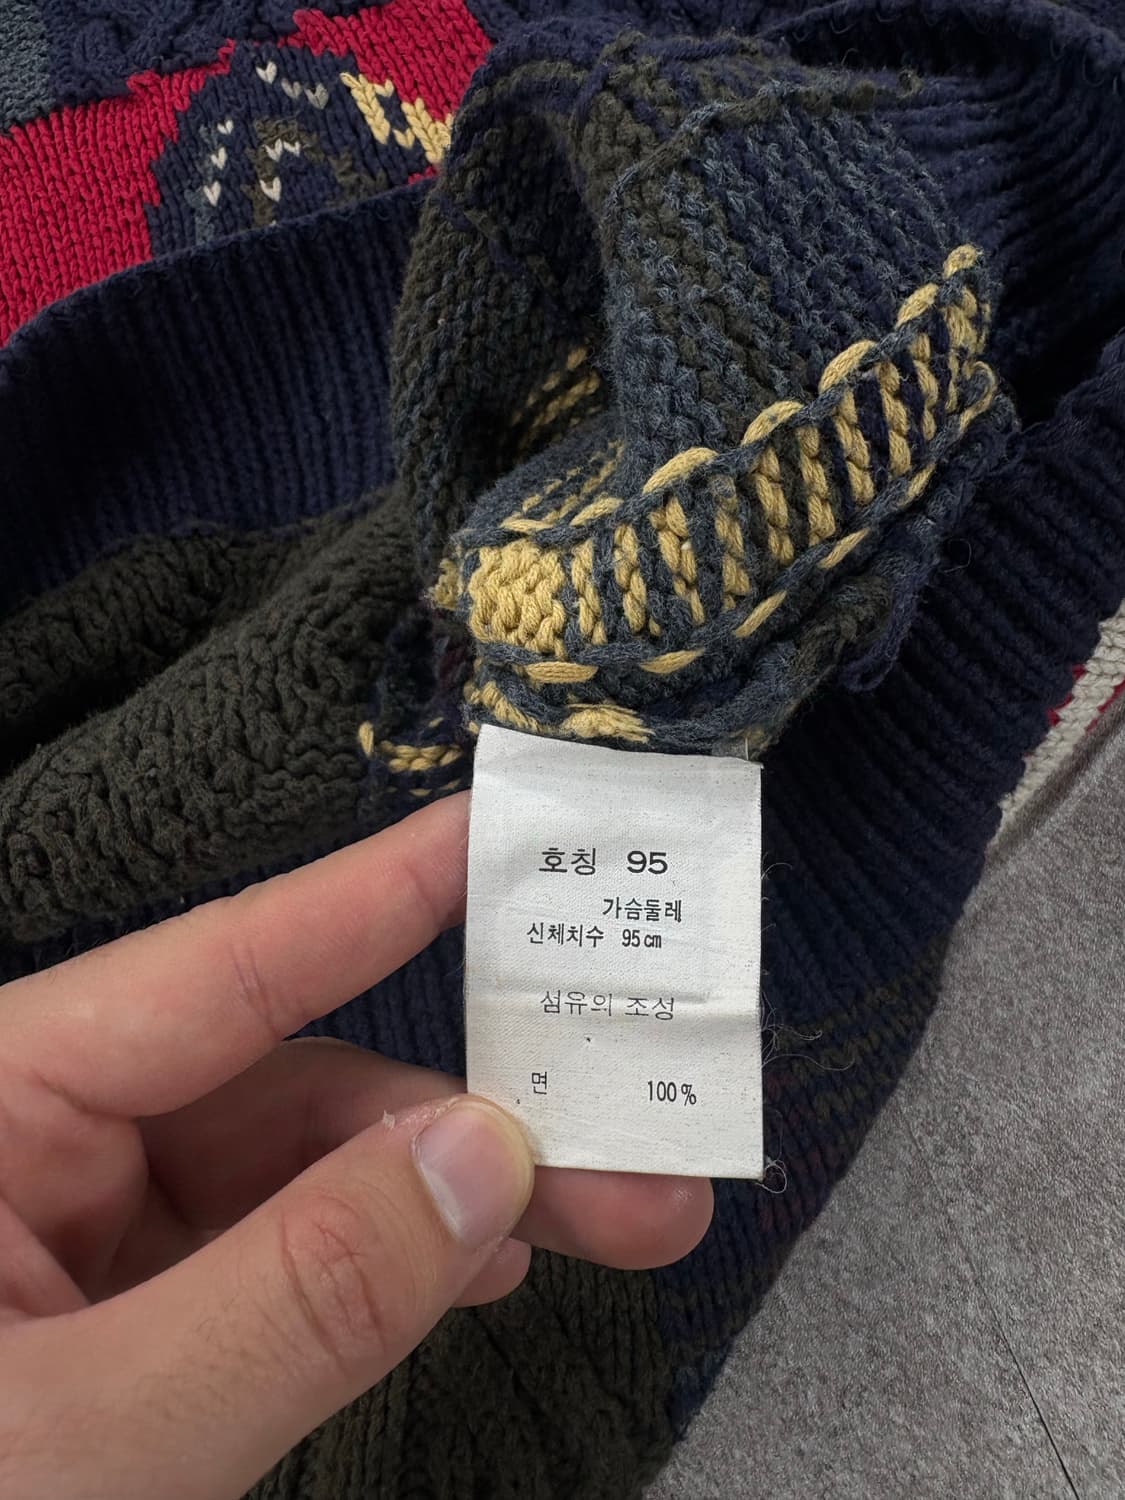 호칭 95
가슴둘레
신체치수 95cm
섬유의 조성
면 100%